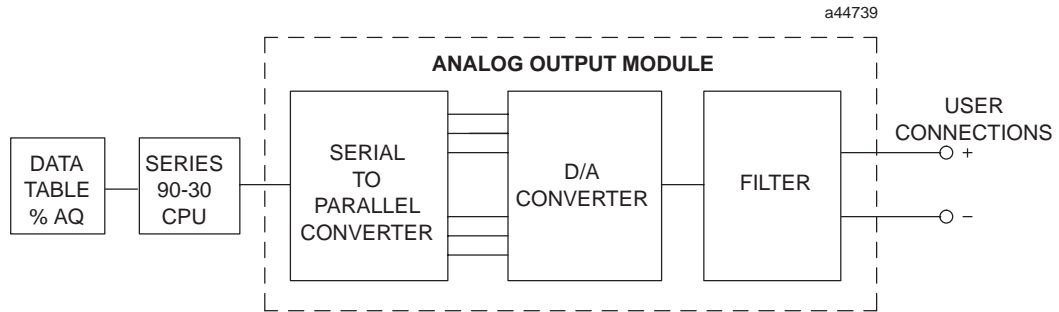 a44739
ANALOG OUTPUT MODULE
DATA
TABLE
% AQ
SERIES
90-30
CPU
SERIAL
TO
PARALLEL
CONVERTER
D/A
CONVERTER
FILTER
USER
CONNECTIONS
+
−